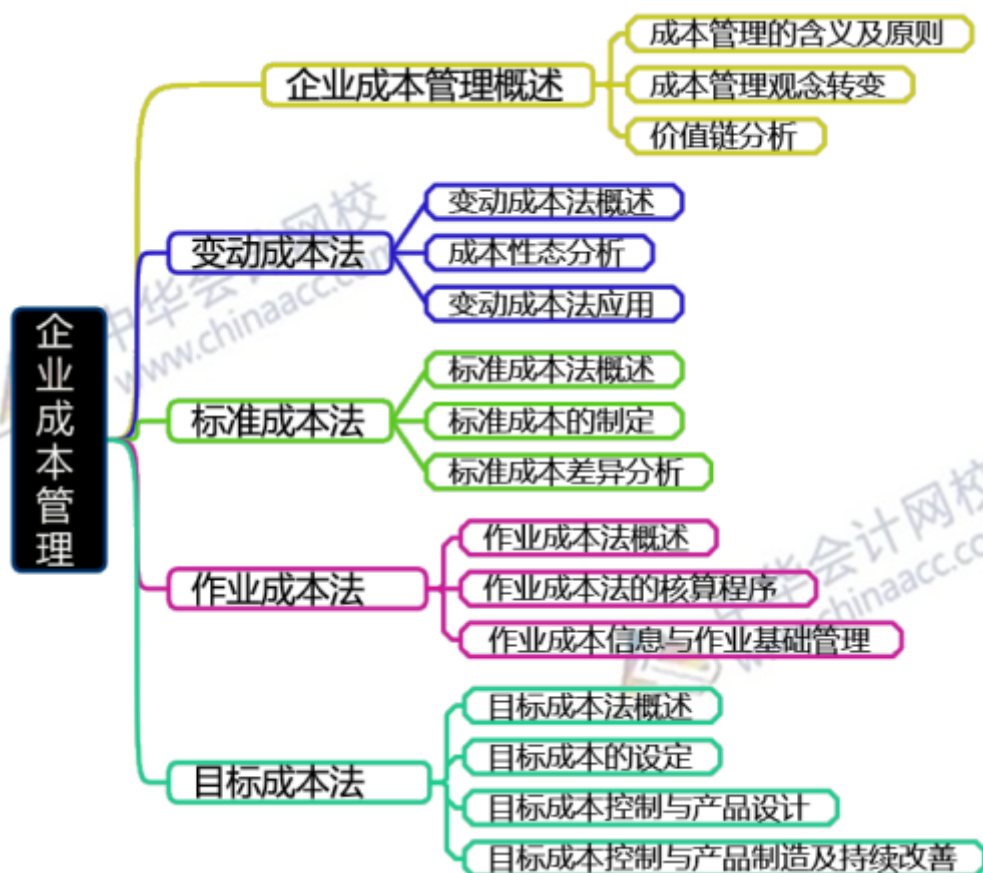 企业成本管理
企业成本管理概述
成本管理的含义及原则
成本管理观念转变
价值链分析
变动成本法
变动成本法概述
成本性态分析
变动成本法应用
标准成本法
标准成本法概述
标准成本的制定
标准成本差异分析
作业成本法
作业成本法概述
作业成本法的核算程序
作业成本信息与作业基础管理
目标成本法
目标成本法概述
目标成本的设定
目标成本控制与产品设计
目标成本控制与产品制造及持续改善
中华会计网校
www.chinaacc.com
中华会计网校
www.chinaacc.co